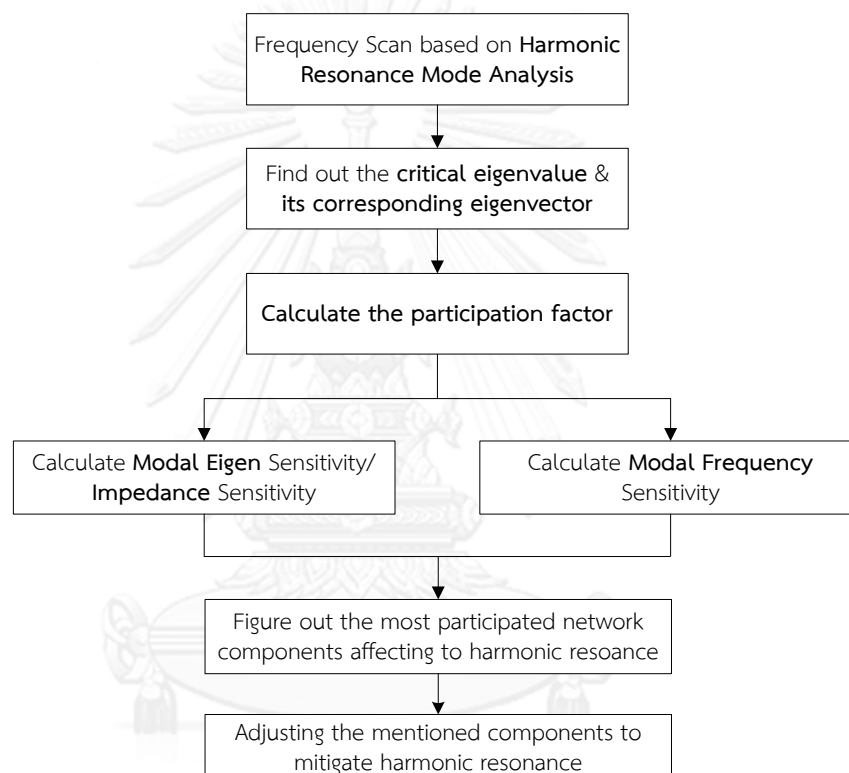 Frequency Scan based on Harmonic
Resonance Mode Analysis
Find out the critical eigenvalue &
its corresponding eigenvector
Calculate the participation factor
Calculate Modal Eigen Sensitivity/
Impedance Sensitivity
Calculate Modal Frequency
Sensitivity
Figure out the most participated network
components affecting to harmonic resoance
Adjusting the mentioned components to
mitigate harmonic resonance